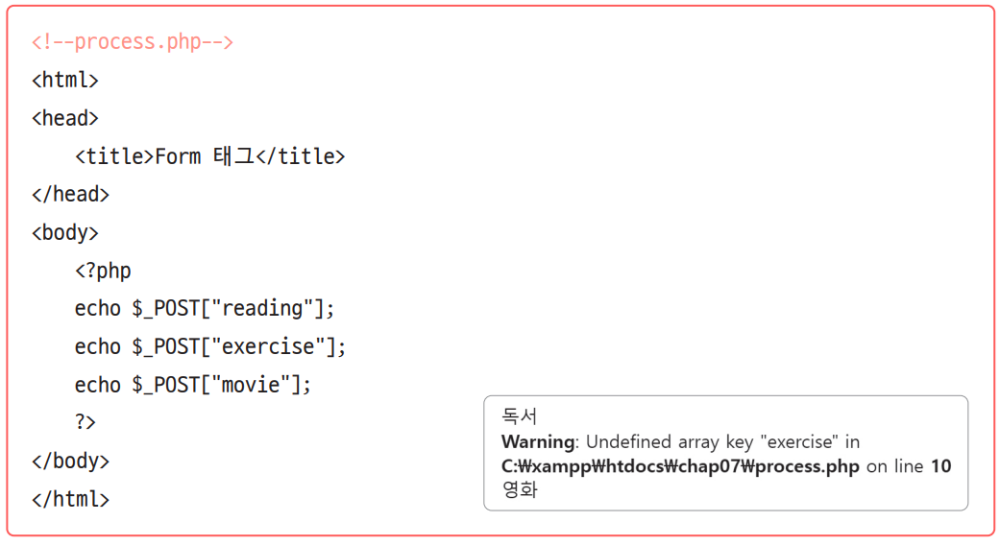 <!--process.php-->
<html>
<head>
<title>Form 태그</title>
</head>
<body>
<?php
echo $_POST["reading"];
echo $_POST["exercise"];
echo $_POST["movie"];
?>
</body>
</html>
독서
Warning: Undefined array key "exercise" in
C:₩xampp₩htdocs₩chap07₩process.php on line 10
영화